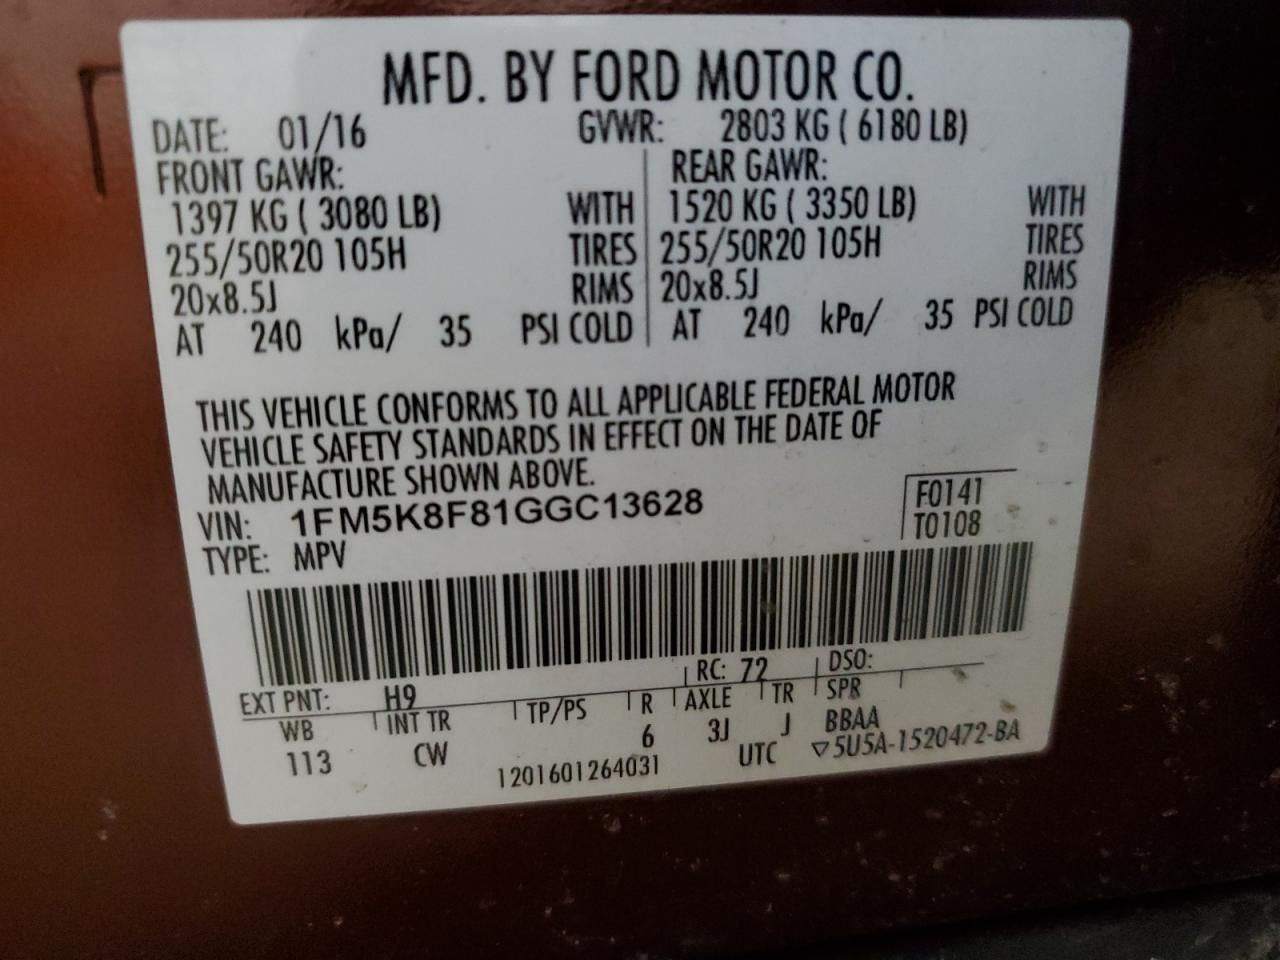 MFD. BY FORD MOTOR CO.
DATE: 01/16 GVWR: 2803 KG ( 6180 LB)
FRONT GAWR: REAR GAWR:
1397 KG ( 3080 LB) WITH 1520 KG ( 3350 LB) WITH
255/50R20 105H TIRES 255/50R20 105H TIRES
20x8.5J RIMS 20x8.5J RIMS
AT 240 kPa/ 35 PSI COLD AT 240 kPa/ 35 PSI COLD
THIS VEHICLE CONFORMS TO ALL APPLICABLE FEDERAL MOTOR
VEHICLE SAFETY STANDARDS IN EFFECT ON THE DATE OF
MANUFACTURE SHOWN ABOVE.
VIN: 1FM5K8F81GGC13628 F0141
TYPE: MPV T0108
EXT PNT: H9 RC: 72 DSO:
WB INT TR TP/PS R AXLE TR SPR
113 CW 6 3J J BBAA
1201601264031 UTC ▽5U5A-1520472-BA